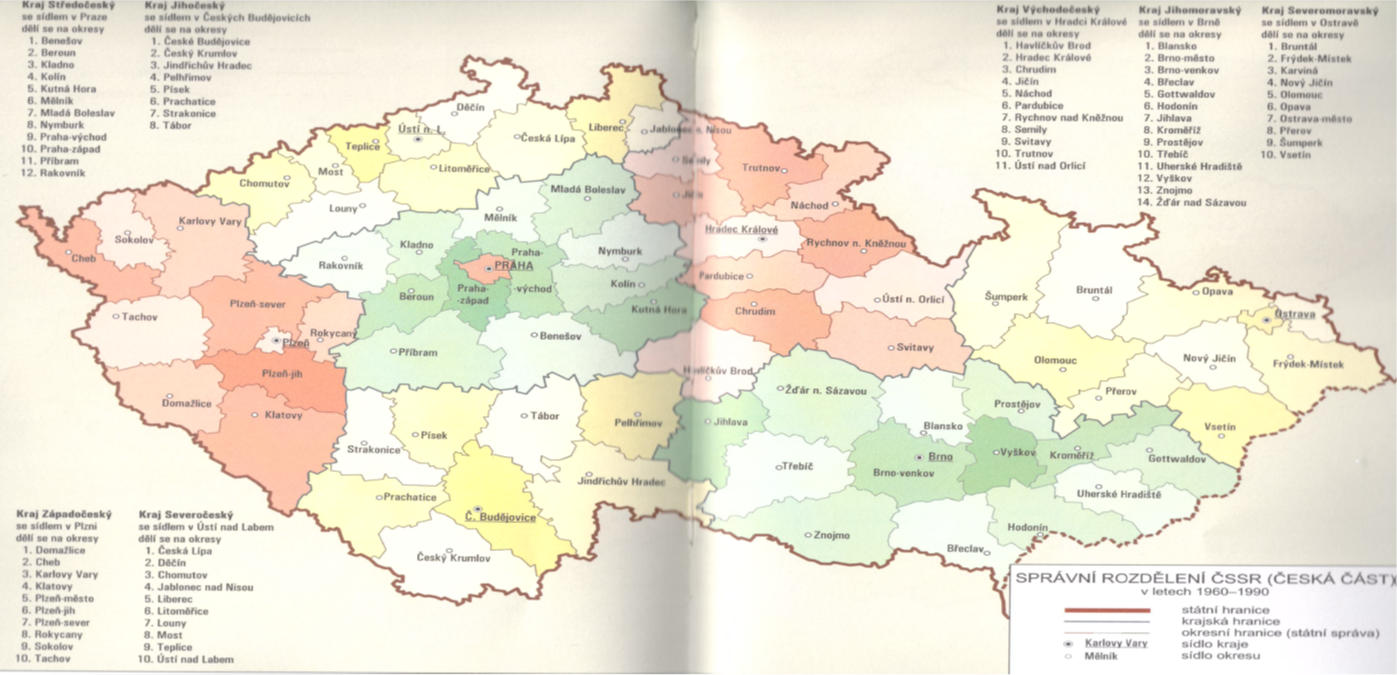 Kraj Středočeský
se sídlem v Praze
dělí se na okresy
1. Benešov
2. Beroun
3. Kladno
4. Kolín
5. Kutná Hora
6. Mělník
7. Mladá Boleslav
8. Nymburk
9. Praha-východ
10. Praha-západ
11. Příbram
12. Rakovník
Kraj Jihočeský
se sídlem v Českých Budějovicích
dělí se na okresy
1. České Budějovice
2. Český Krumlov
3. Jindřichův Hradec
4. Pelhřimov
5. Písek
6. Prachatice
7. Strakonice
8. Tábor
Kraj Východočeský
se sídlem v Hradci Králové
dělí se na okresy
1. Havlíčkův Brod
2. Hradec Králové
3. Chrudim
4. Jičín
5. Náchod
6. Pardubice
7. Rychnov nad Kněžnou
8. Semily
9. Svitavy
10. Trutnov
11. Ústí nad Orlicí
Kraj Jihomoravský
se sídlem v Brně
dělí se na okresy
1. Blansko
2. Brno-město
3. Brno-venkov
4. Břeclav
5. Gottwaldov
6. Hodonín
7. Jihlava
8. Kroměříž
9. Prostějov
10. Třebíč
11. Uherské Hradiště
12. Vyškov
13. Znojmo
14. Žďár nad Sázavou
Kraj Severomoravský
se sídlem v Ostravě
dělí se na okresy
1. Bruntál
2. Frýdek-Místek
3. Karviná
4. Nový Jičín
5. Olomouc
6. Opava
7. Ostrava-město
8. Přerov
9. Šumperk
10. Vsetín
Děčín
Ústí n. L.
Teplice
Česká Lípa
Liberec
Jablonec n. Nisou
Most
Litoměřice
Semily
Trutnov
Chomutov
Mladá Boleslav
Jičín
Louny
Mělník
Náchod
Karlovy Vary
Sokolov
Hradec Králové
Cheb
Kladno
Praha-
-východ
Nymburk
Rychnov n. Kněžnou
Rakovník
PRAHA
Pardubice
Kolín
Beroun
Praha-
-západ
Plzeň-sever
Kutná Hora
Chrudim
Ústí n. Orlicí
Šumperk
Bruntál
Opava
Ostrava
Tachov
Rokycany
Plzeň
Benešov
Příbram
Svitavy
Olomouc
Nový Jičín
Frýdek-Místek
Plzeň-jih
Havlíčkův Brod
Žďár n. Sázavou
Přerov
Domažlice
Klatovy
Tábor
Pelhřimov
Jihlava
Prostějov
Písek
Strakonice
Blansko
Vsetín
Vyškov
Kroměříž
Brno
Brno-venkov
Gottwaldov
Třebíč
Jindřichův Hradec
Prachatice
Uherské Hradiště
Č. Budějovice
Hodonín
Znojmo
Břeclav
Český Krumlov
Kraj Západočeský
se sídlem v Plzni
dělí se na okresy
1. Domažlice
2. Cheb
3. Karlovy Vary
4. Klatovy
5. Plzeň-město
6. Plzeň-jih
7. Plzeň-sever
8. Rokycany
9. Sokolov
10. Tachov
Kraj Severočeský
se sídlem v Ústí nad Labem
dělí se na okresy
1. Česká Lípa
2. Děčín
3. Chomutov
4. Jablonec nad Nisou
5. Liberec
6. Litoměřice
7. Louny
8. Most
9. Teplice
10. Ústí nad Labem
SPRÁVNÍ ROZDĚLENÍ ČSSR (ČESKÁ ČÁST)
v letech 1960–1990
státní hranice
krajská hranice
okresní hranice (státní správa)
Karlovy Vary sídlo kraje
Mělník sídlo okresu